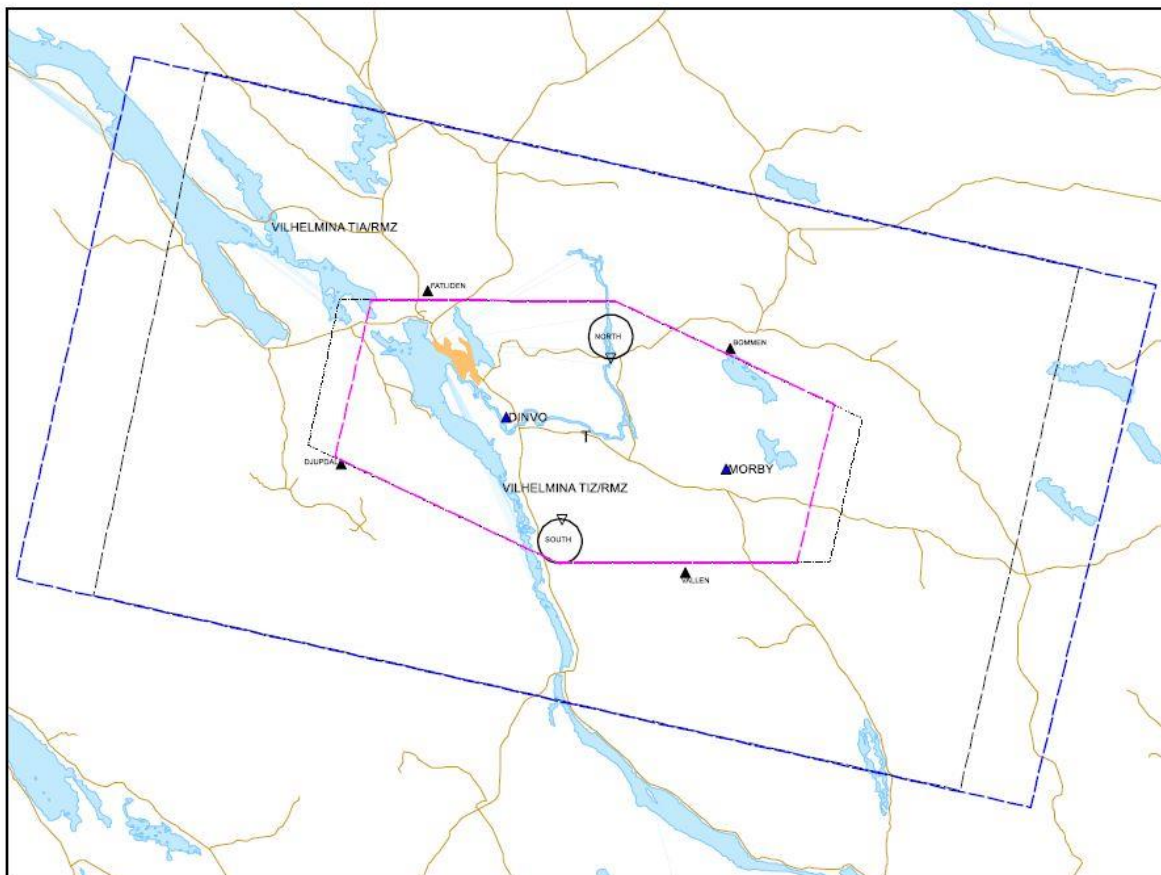 VILHELMINA TIA/RMZ
FATLIDEN
NORTH
BOMMEN
DINVO
T
MORBY
DJUPDAL
VILHELMINA TIZ/RMZ
SOUTH
VALLEN